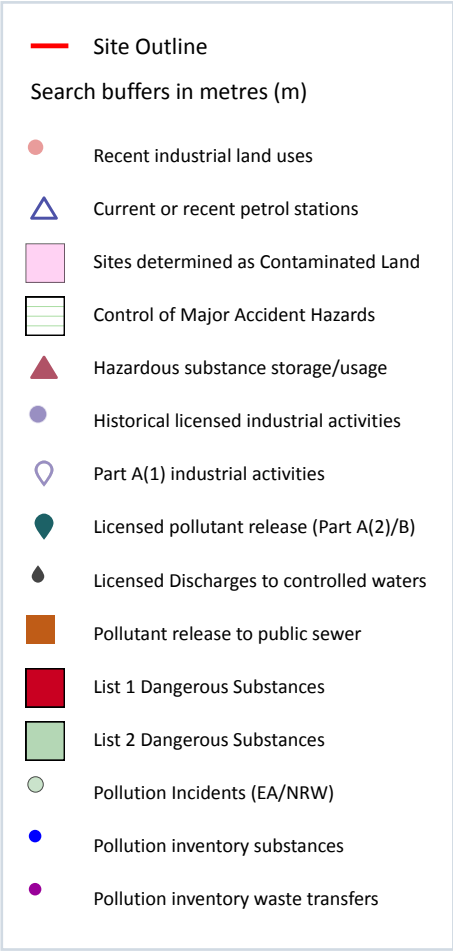 Site Outline
Search buffers in metres (m)
Recent industrial land uses
Current or recent petrol stations
Sites determined as Contaminated Land
Control of Major Accident Hazards
Hazardous substance storage/usage
Historical licensed industrial activities
Part A(1) industrial activities
Licensed pollutant release (Part A(2)/B)
Licensed Discharges to controlled waters
Pollutant release to public sewer
List 1 Dangerous Substances
List 2 Dangerous Substances
Pollution Incidents (EA/NRW)
Pollution inventory substances
Pollution inventory waste transfers